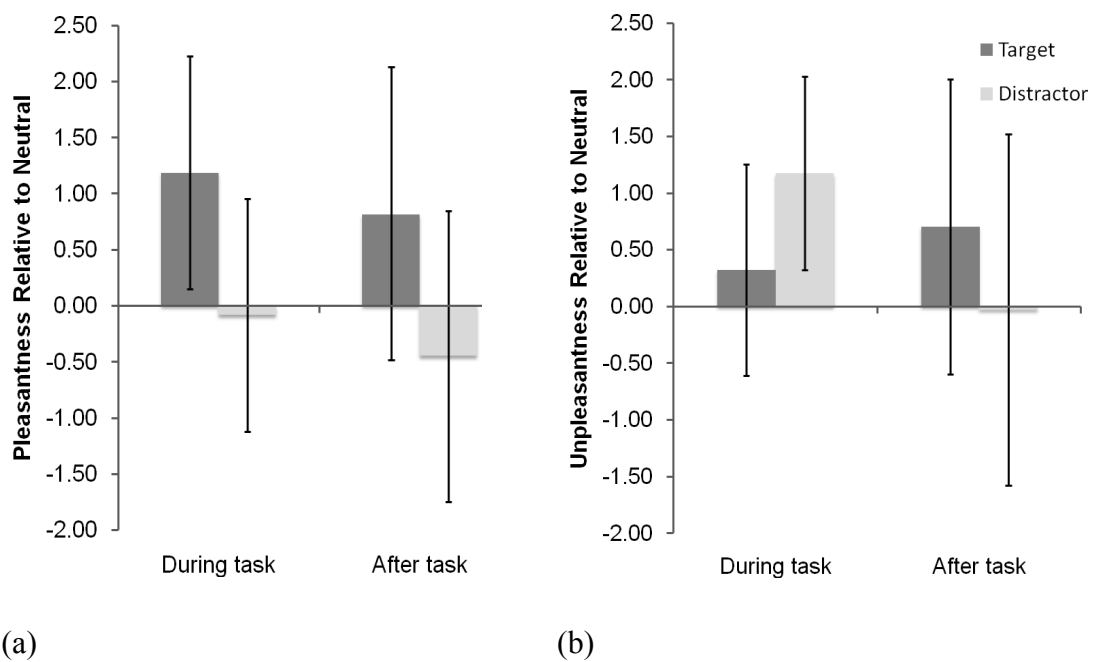 Pleasantness Relative to Neutral
2.50
2.00
1.50
1.00
0.50
0.00
-0.50
-1.00
-1.50
-2.00
During task
After task
(a)
Unpleasantness Relative to Neutral
2.50
2.00
1.50
1.00
0.50
0.00
-0.50
-1.00
-1.50
-2.00
Target
Distractor
During task
After task
(b)